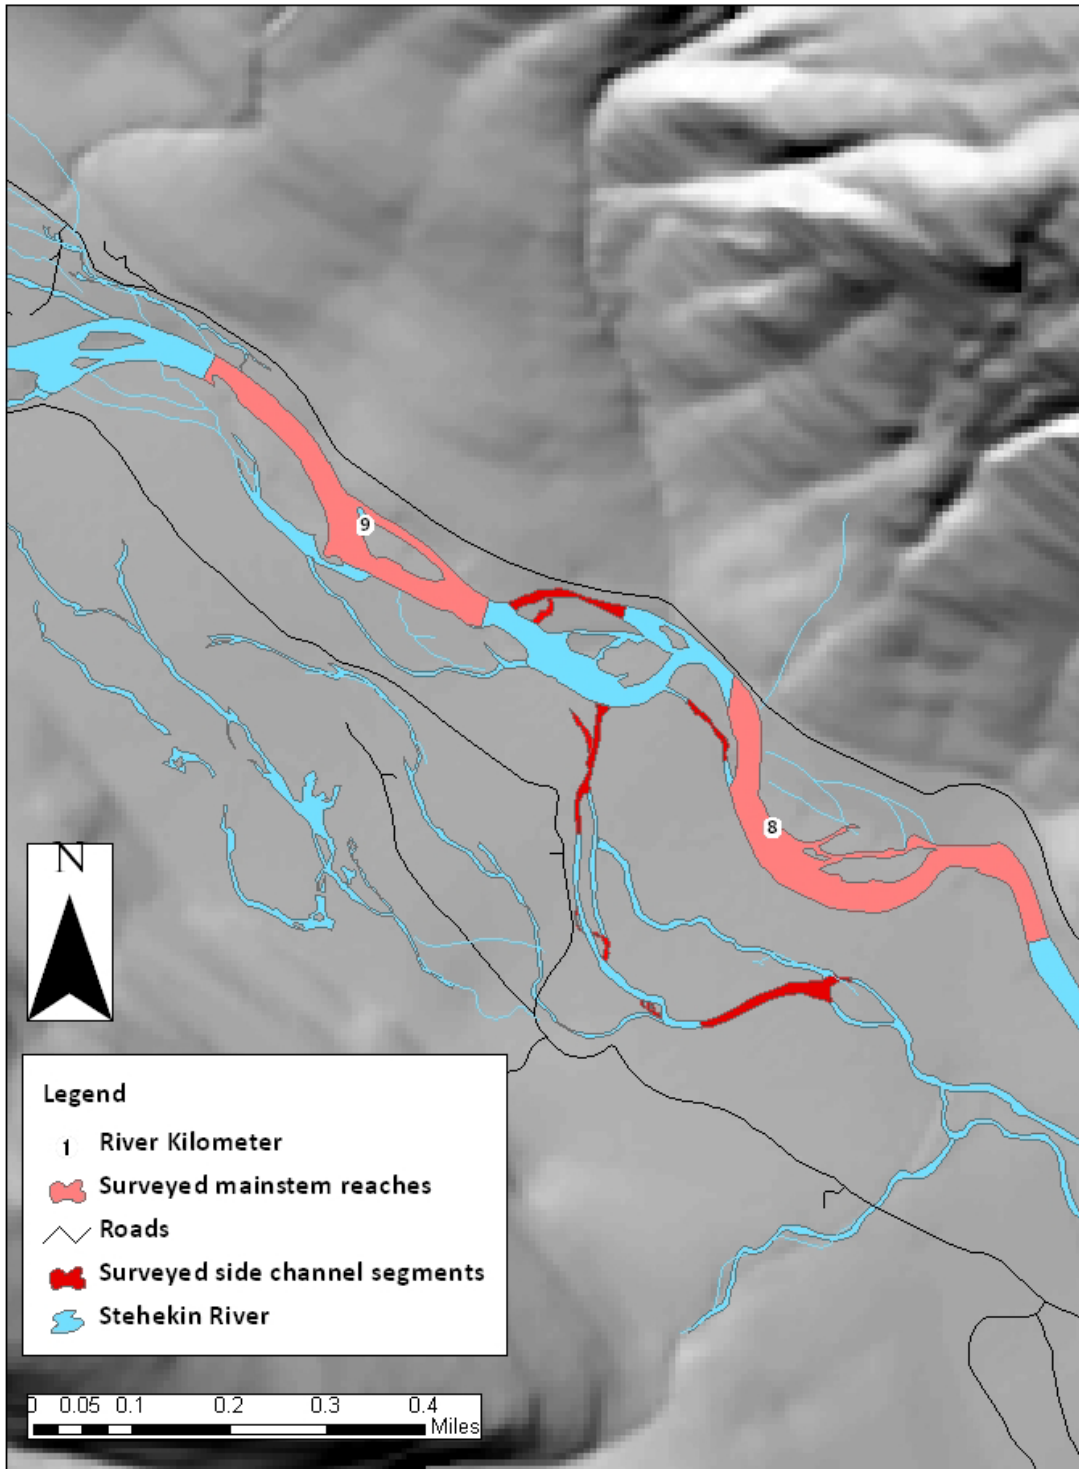 9
8
N
Legend
1 River Kilometer
Surveyed mainstem reaches
Roads
Surveyed side channel segments
Stehekin River
0 0.05 0.1 0.2 0.3 0.4
Miles